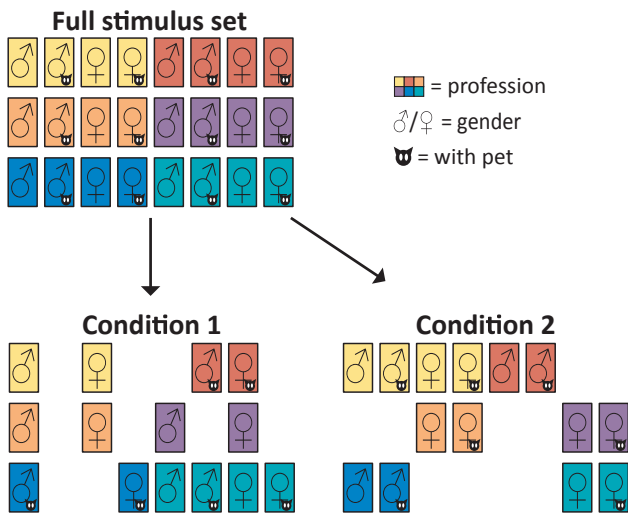 Full stimulus set
= profession
♂/♀ = gender
= with pet
Condition 1
Condition 2